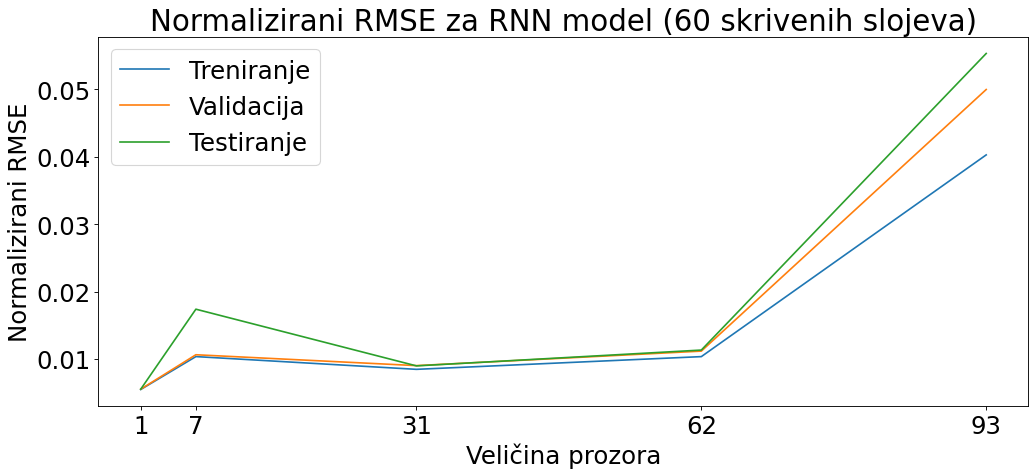 Normalizirani RMSE za RNN model (60 skrivenih slojeva)
Treniranje
Validacija
Testiranje
Normalizirani RMSE
0.05
0.04
0.03
0.02
0.01
1 7 31 62 93
Veličina prozora